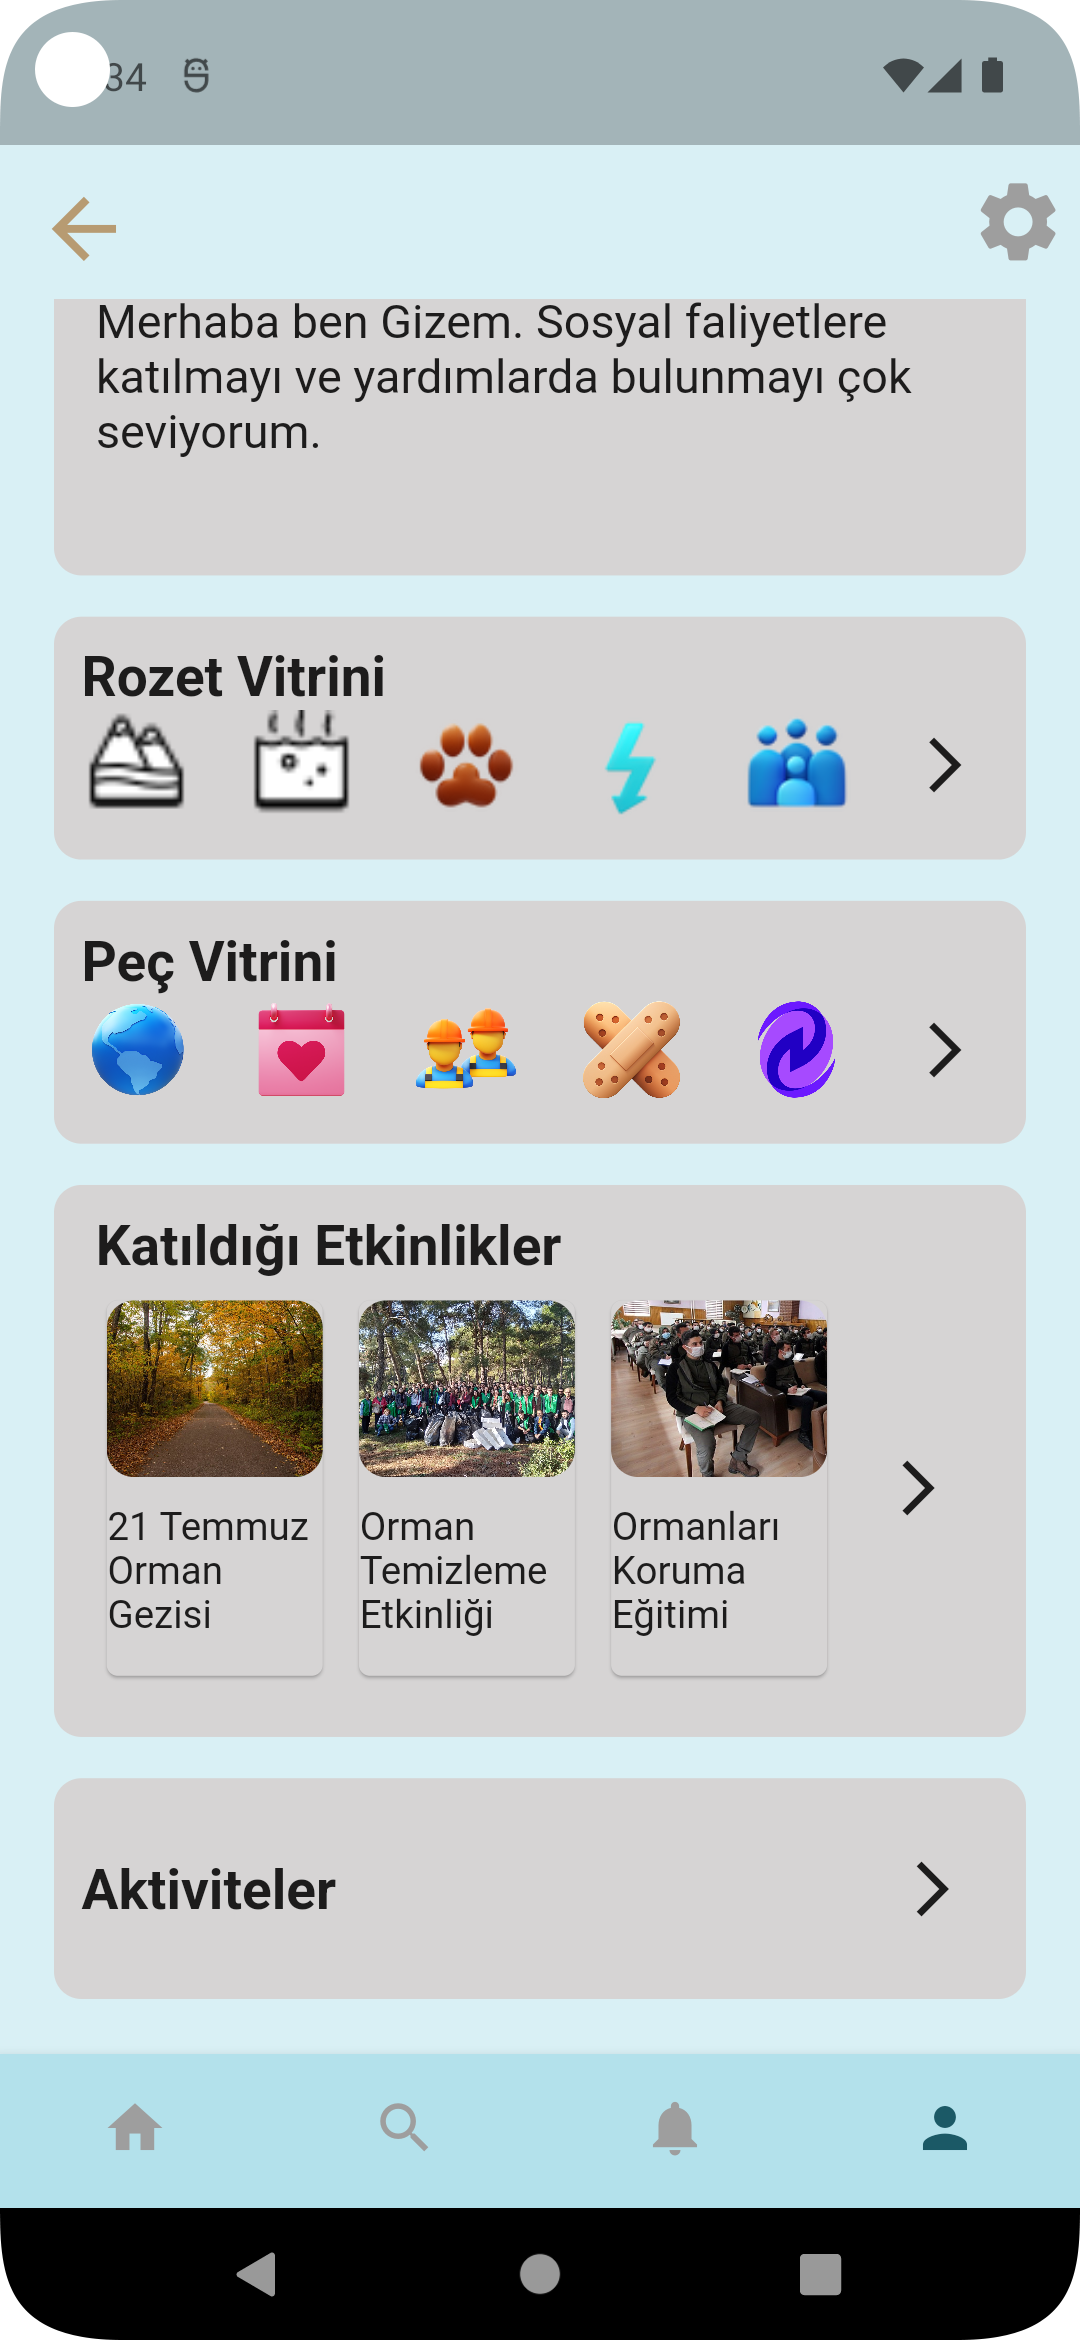 34
Merhaba ben Gizem. Sosyal faliyetlere
katılmayı ve yardımlarda bulunmayı çok
seviyorum.
Rozet Vitrini
Peç Vitrini
Katıldığı Etkinlikler
21 Temmuz
Orman
Gezisi
Orman
Temizleme
Etkinliği
Ormanları
Koruma
Eğitimi
Aktiviteler